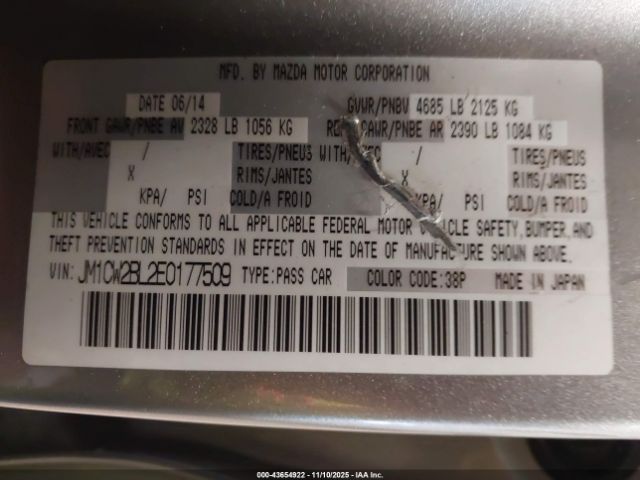 MFD. BY MAZDA MOTOR CORPORATION
DATE 06/14 GVWR/PNBV 4685 LB 2125 KG
FRONT GAWR/PNBE AV 2328 LB 1056 KG GAWR/PNBE AR 2390 LB 1084 KG
WITH/AVEC / TIRES/PNEUS WITH/AVEC / TIRES/PNEUS
X RIMS/JANTES X RIMS/JANTES
KPA/ PSI COLD/A FROID KPA/ PSI COLD/A FROID
THIS VEHICLE CONFORMS TO ALL APPLICABLE FEDERAL MOTOR VEHICLE SAFETY, BUMPER, AND
THEFT PREVENTION STANDARDS IN EFFECT ON THE DATE OF MANUFACTURE SHOWN ABOVE.
VIN: JM1CW2BL2E0177509 TYPE:PASS CAR COLOR CODE:38P MADE IN JAPAN
000-43654922 - 11/10/2025 - IAA Inc.